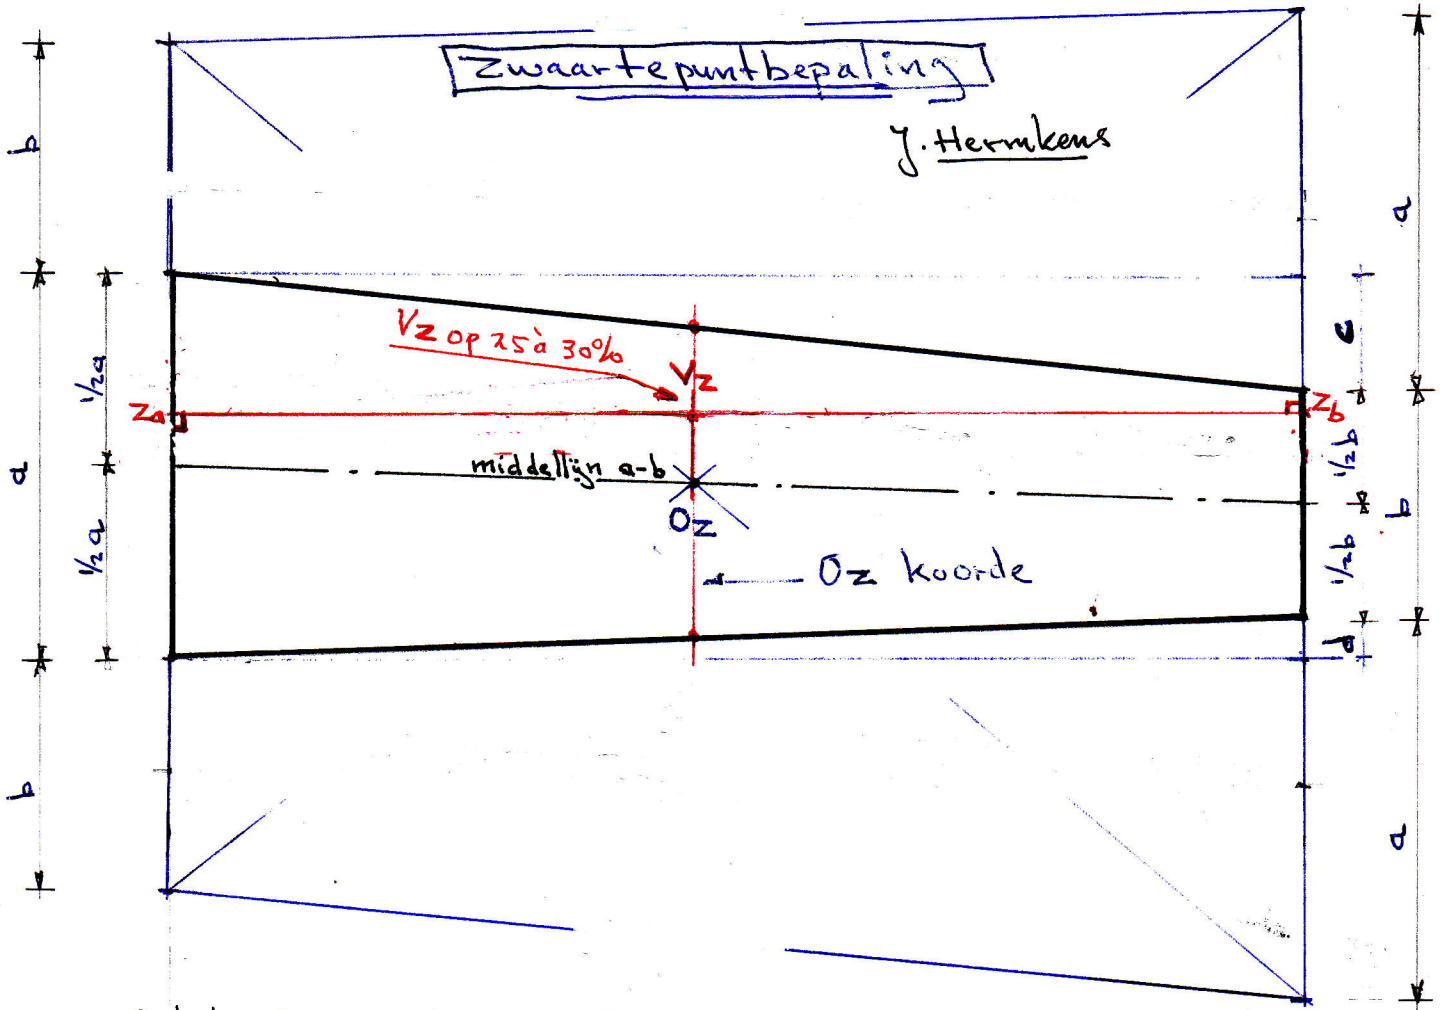 Zwaartepuntbepaling
J. Hermkens
b
a
b
½a
½a
Vz op 25 à 30%
Vz
Za
Zb
middellijn a-b
Oz
Oz koorde
c
½b
½b
d
a
b
a